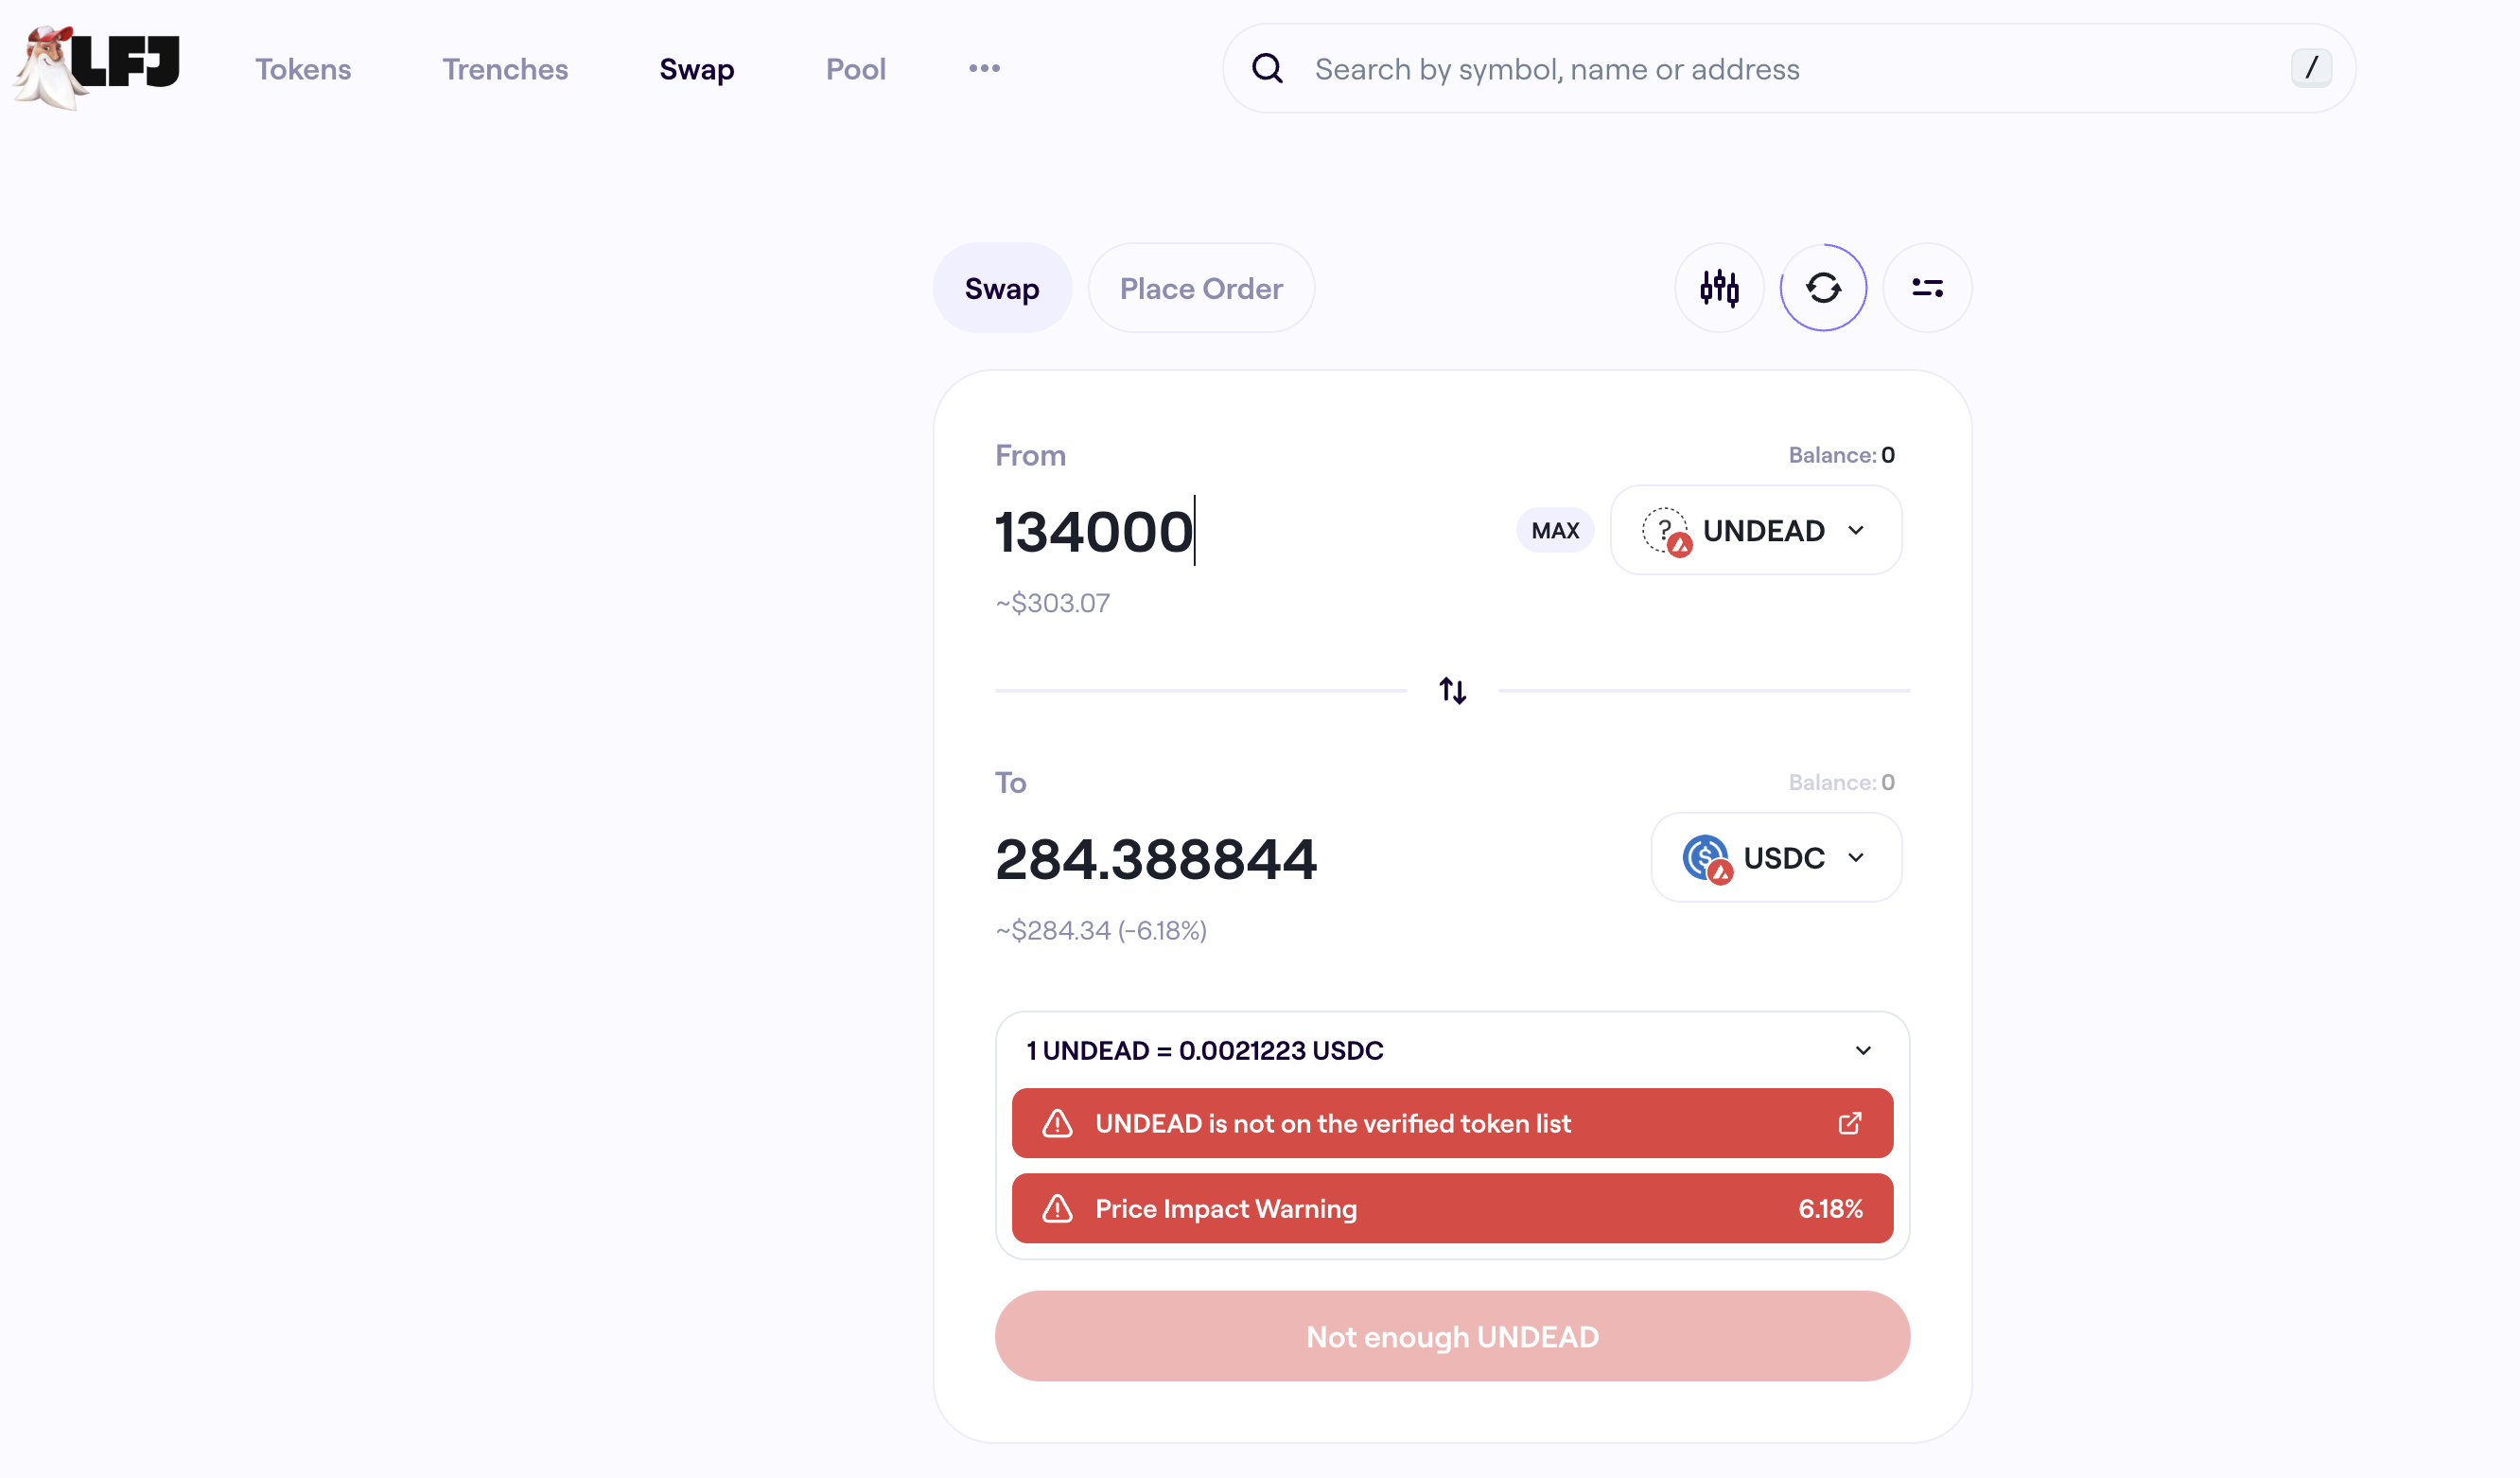 LFJ
Tokens
Trenches
Swap
Pool
Search by symbol, name or address
/
Swap
Place Order
From
Balance: 0
134000
MAX
?
UNDEAD
~$303.07
To
Balance: 0
284.388844
USDC
~$284.34 (-6.18%)
1 UNDEAD = 0.0021223 USDC
UNDEAD is not on the verified token list
Price Impact Warning
6.18%
Not enough UNDEAD